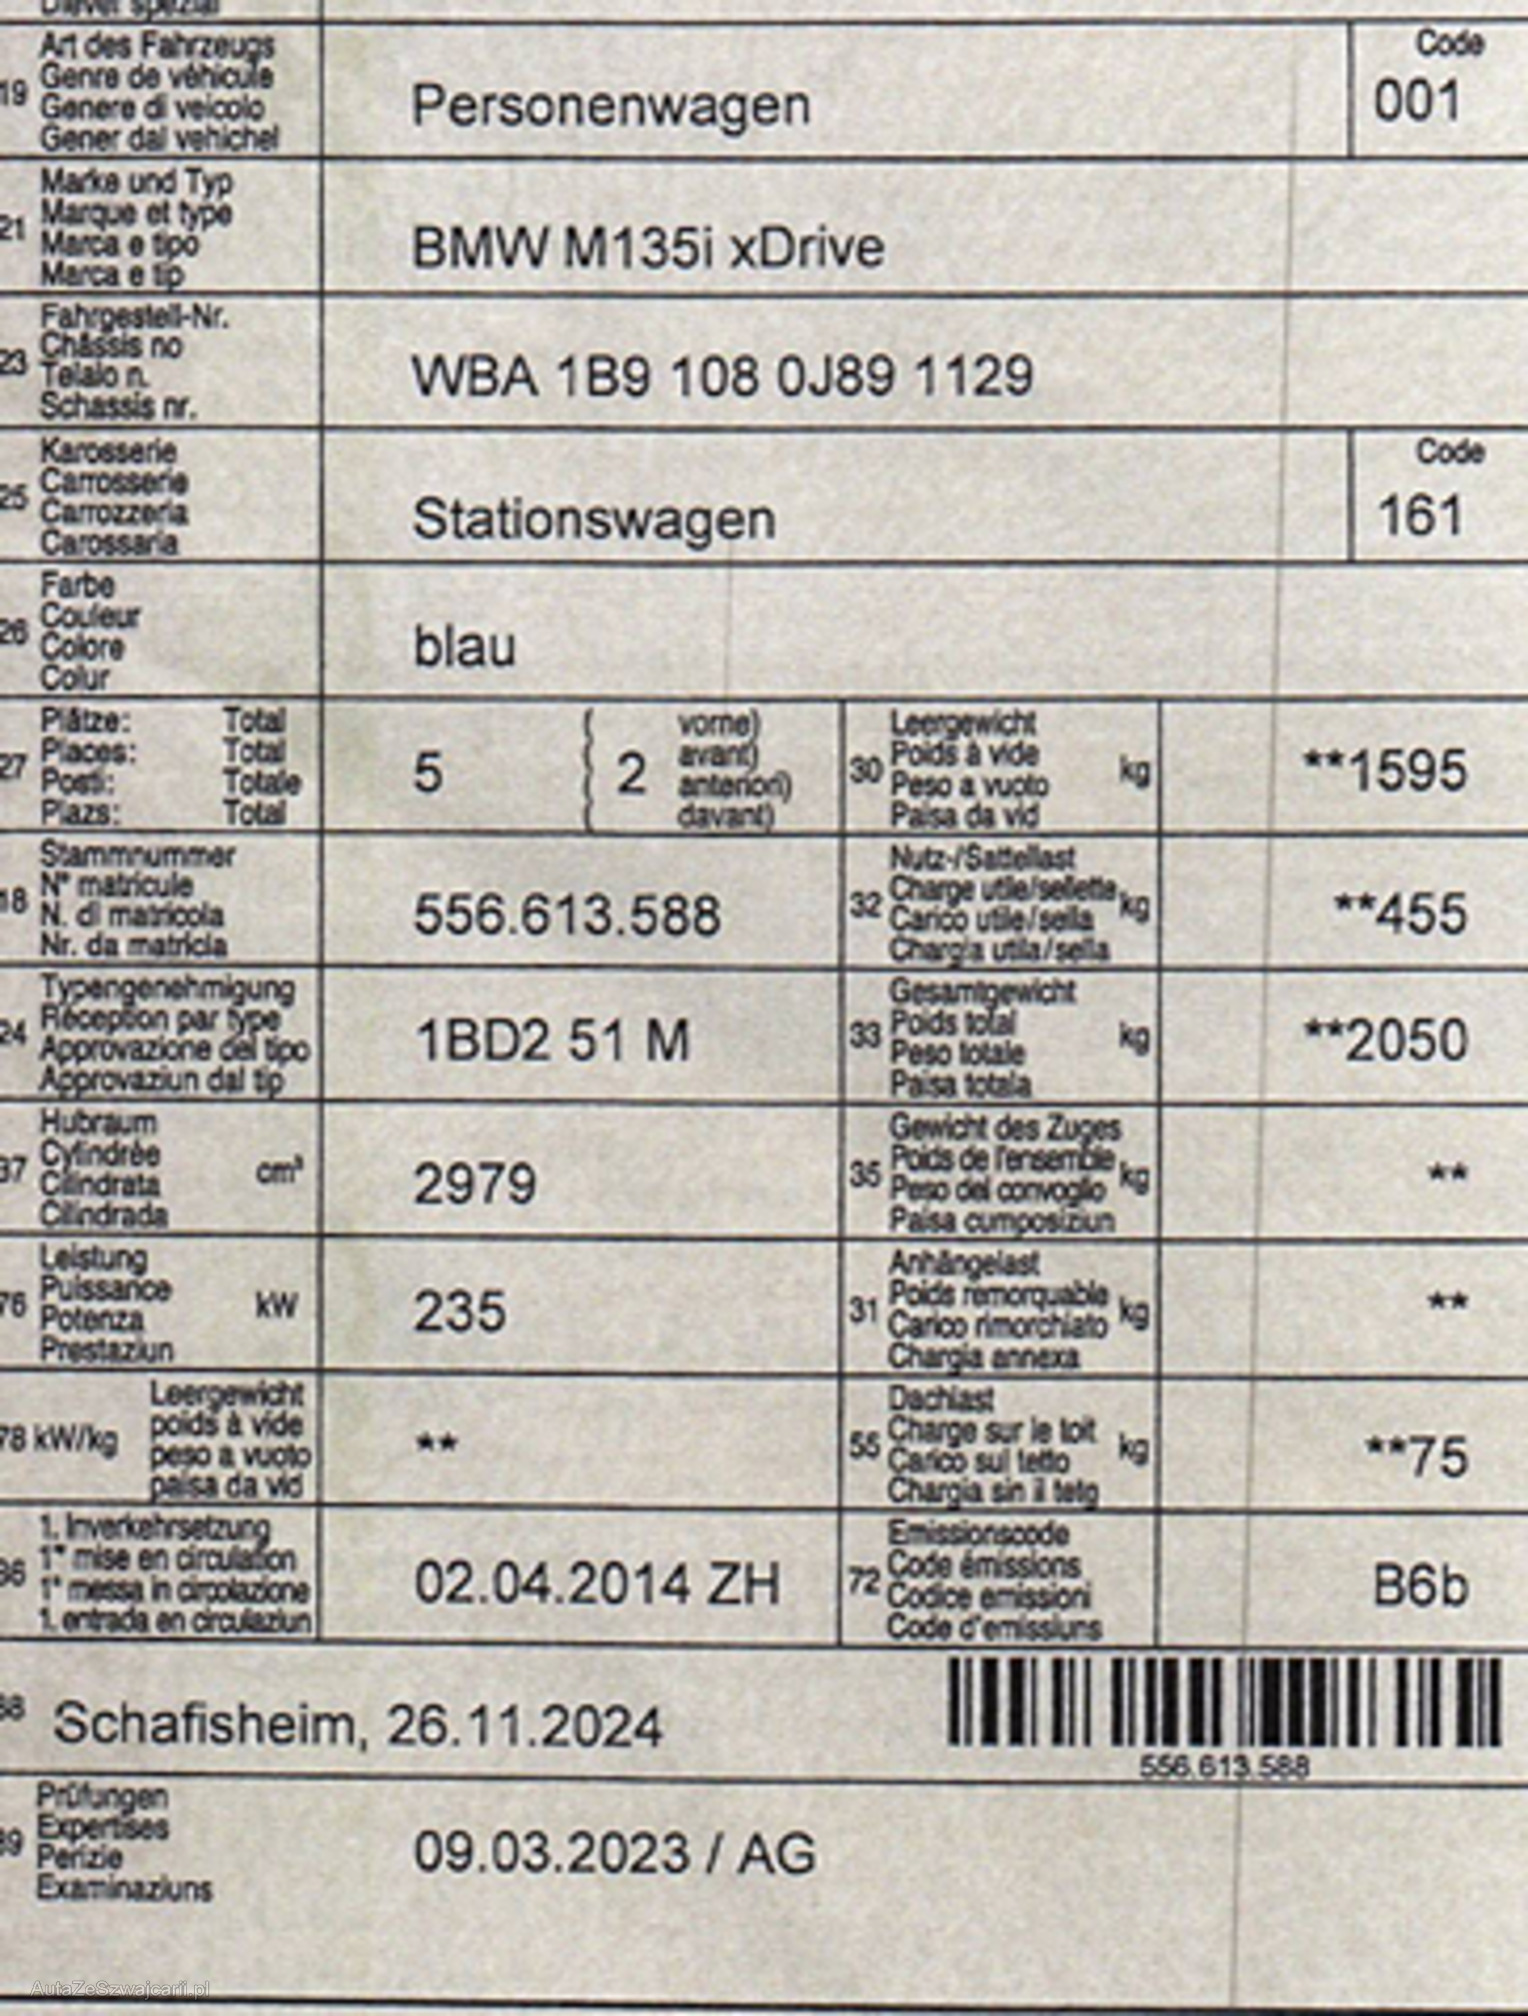 19 Art des Fahrzeugs
Genre de véhicule
Genere di veicolo
Gener dal vehichel
Personenwagen
Code
001
21 Marke und Typ
Marque et type
Marca e tipo
Marca e tip
BMW M135i xDrive
23 Fahrgestell-Nr.
Châssis no
Telaio n.
Schassis nr.
WBA 1B9 108 0J89 1129
25 Karosserie
Carrosserie
Carrozzeria
Carossaria
Stationswagen
Code
161
26 Farbe
Couleur
Colore
Colur
blau
27 Plätze: Total
Places: Total
Posti: Totale
Plazs: Total
5
( 2 vorne)
avant)
anteriori)
davant)
30 Leergewicht
Poids à vide
Peso a vuoto
Paisa da vid
kg
**1595
18 Stammnummer
N° matricule
N. di matricola
Nr. da matricla
556.613.588
32 Nutz-/Sattellast
Charge utile/sellette
Carico utile/sella
Chargia utila/sella
kg
**455
24 Typengenehmigung
Réception par type
Approvazione del tipo
Approvaziun dal tip
1BD2 51 M
33 Gesamtgewicht
Poids total
Peso totale
Paisa totala
kg
**2050
37 Hubraum
Cylindrée
Cilindrata
Cilindrada
cm³
2979
35 Gewicht des Zuges
Poids de l'ensemble
Peso del convoglio
Paisa cumposiziun
kg
**
76 Leistung
Puissance
Potenza
Prestaziun
kW
235
31 Anhängelast
Poids remorquable
Carico rimorchiato
Chargia annexa
kg
**
78 kW/kg
Leergewicht
poids à vide
peso a vuoto
paisa da vid
**
55 Dachlast
Charge sur le toit
Carico sul tetto
Chargia sin il tetg
kg
**75
36 1. Inverkehrsetzung
1re mise en circulation
1a messa in circolazione
1. entrada en circulaziun
02.04.2014 ZH
72 Emissionscode
Code émissions
Codice emissioni
Code d'emissiuns
B6b
38 Schafisheim, 26.11.2024
556.613.588
39 Prüfungen
Expertises
Perizie
Examinaziuns
09.03.2023 / AG
AutaZeSzwajcarii.pl